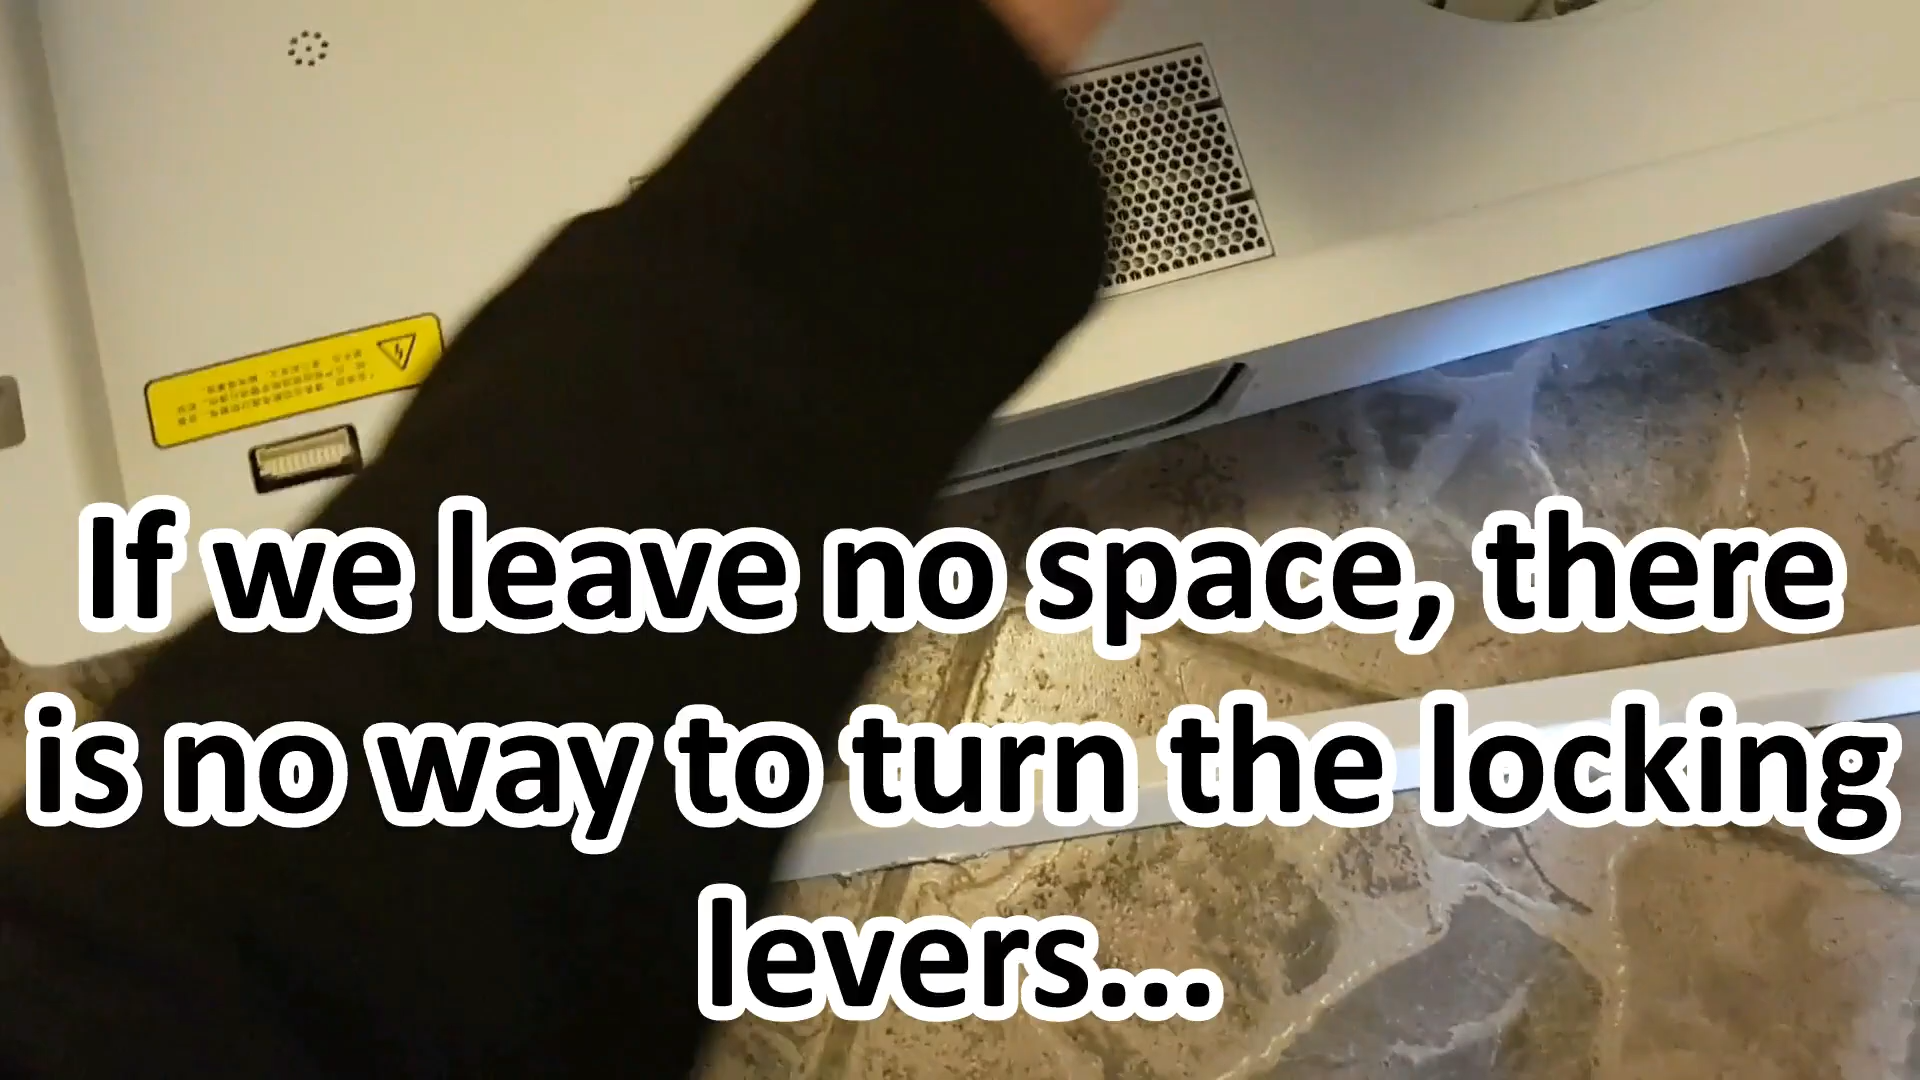 If we leave no space, there
is no way to turn the locking
levers...